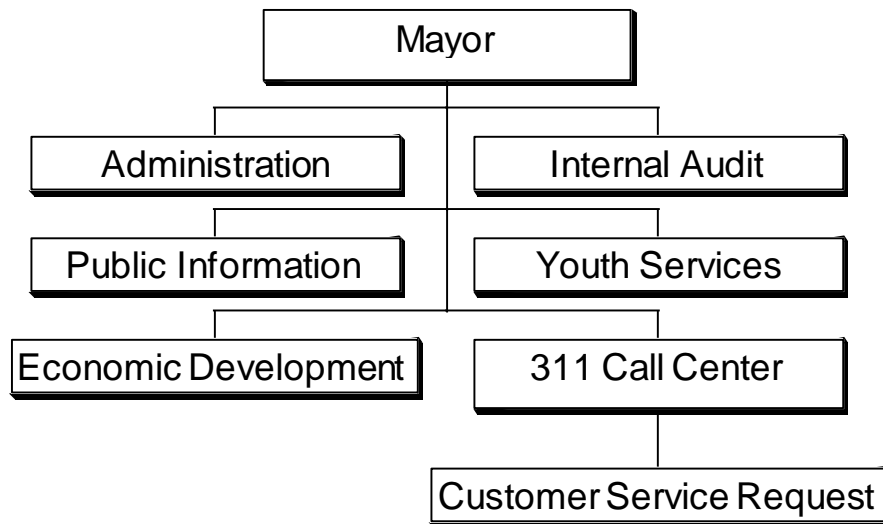 Mayor
Administration
Internal Audit
Public Information
Youth Services
Economic Development
311 Call Center
Customer Service Request